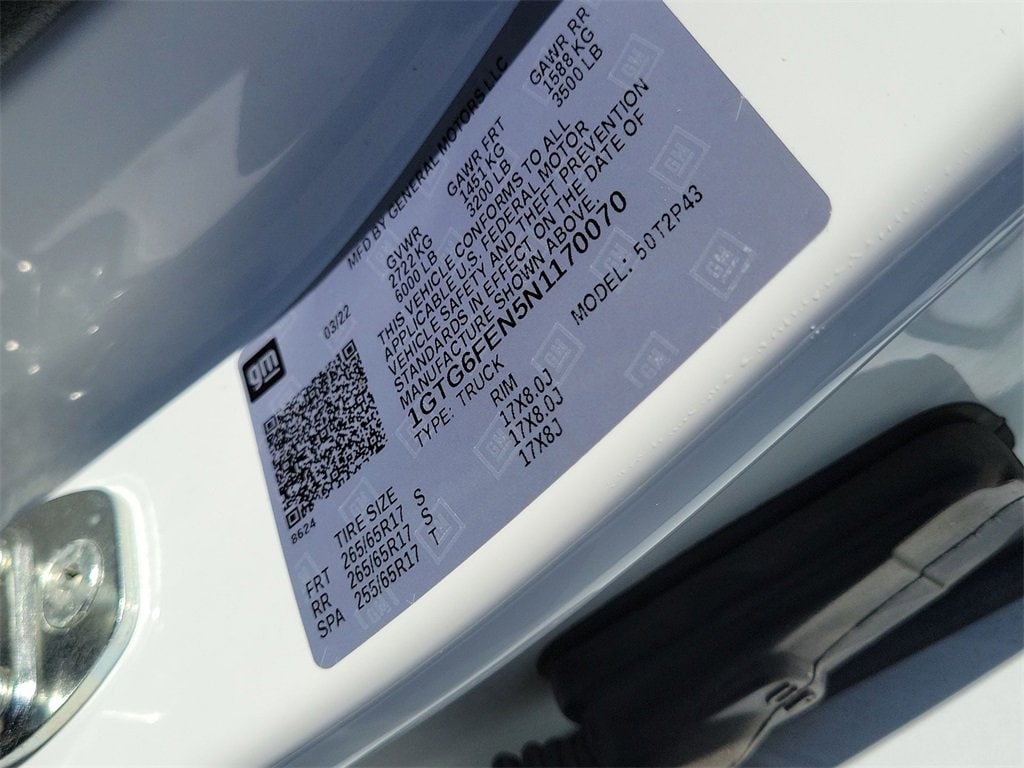 MFD BY GENERAL MOTORS LLC
gm
03/22
GVWR GAWR FRT GAWR RR
2722 KG 1451 KG 1588 KG
6000 LB 3200 LB 3500 LB
THIS VEHICLE CONFORMS TO ALL
APPLICABLE U.S. FEDERAL MOTOR
VEHICLE SAFETY AND THEFT PREVENTION
STANDARDS IN EFFECT ON THE DATE OF
MANUFACTURE SHOWN ABOVE.
1GTG6FEN5N1170070
TYPE: TRUCK MODEL: 50T2P43
8624
TIRE SIZE RIM
FRT 265/65R17 S 17X8.0J
RR 265/65R17 S 17X8.0J
SPA 255/65R17 T 17X8J